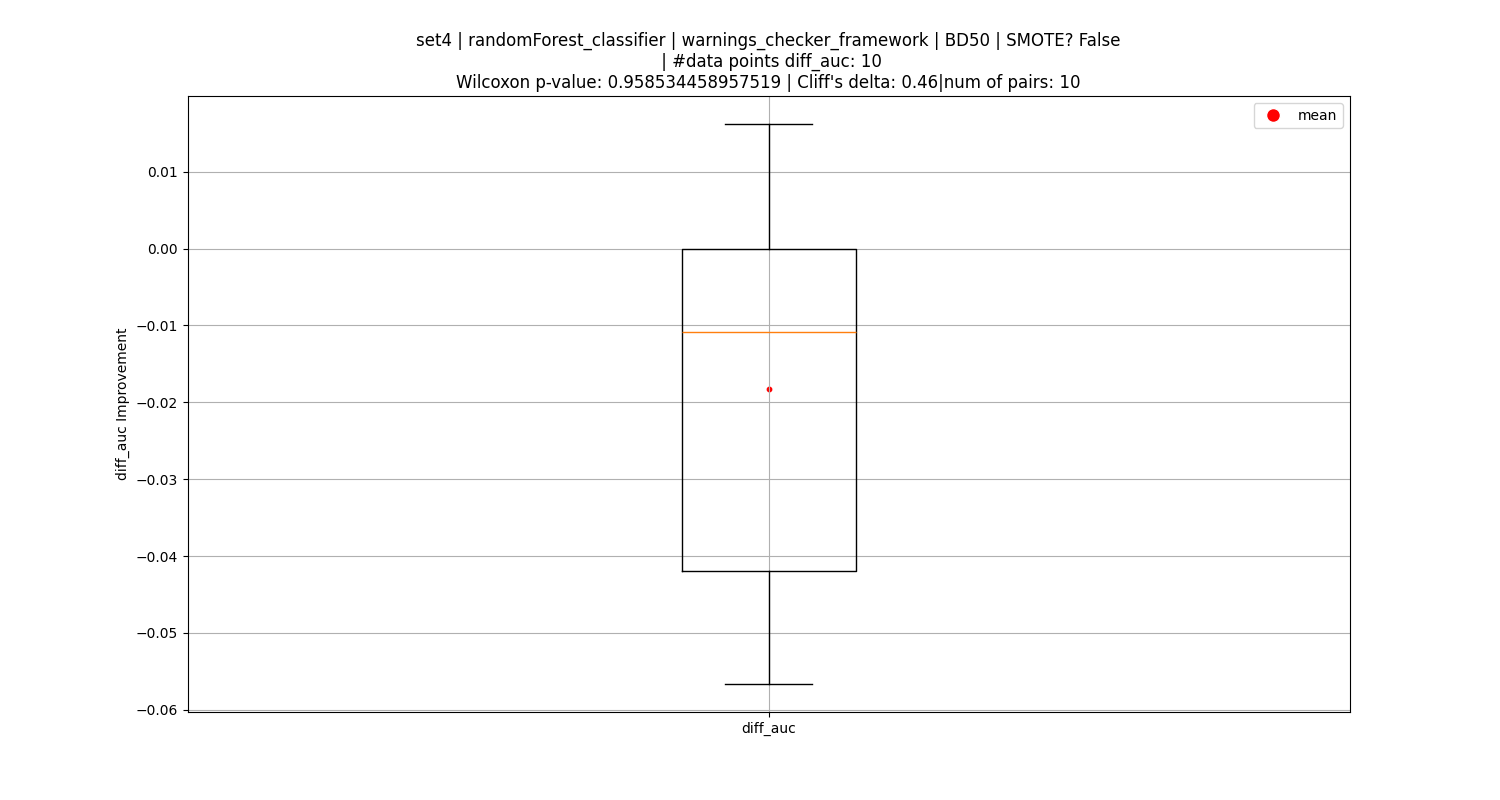 set4 | randomForest_classifier | warnings_checker_framework | BD50 | SMOTE? False
| #data points diff_auc: 10
Wilcoxon p-value: 0.958534458957519 | Cliff's delta: 0.46|num of pairs: 10
mean
0.01
0.00
−0.01
−0.02
−0.03
−0.04
−0.05
−0.06
diff_auc Improvement
diff_auc